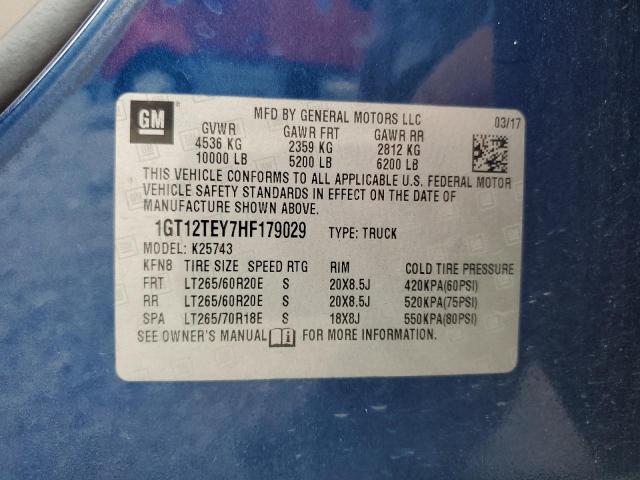 GM
MFD BY GENERAL MOTORS LLC
03/17
GVWR GAWR FRT GAWR RR
4536 KG 2359 KG 2812 KG
10000 LB 5200 LB 6200 LB
THIS VEHICLE CONFORMS TO ALL APPLICABLE U.S. FEDERAL MOTOR
VEHICLE SAFETY STANDARDS IN EFFECT ON THE DATE OF
MANUFACTURE SHOWN ABOVE.
1GT12TEY7HF179029 TYPE: TRUCK
MODEL: K25743
KFN8 TIRE SIZE SPEED RTG RIM COLD TIRE PRESSURE
FRT LT265/60R20E S 20X8.5J 420KPA(60PSI)
RR LT265/60R20E S 20X8.5J 520KPA(75PSI)
SPA LT265/70R18E S 18X8J 550KPA(80PSI)
SEE OWNER'S MANUAL FOR MORE INFORMATION.